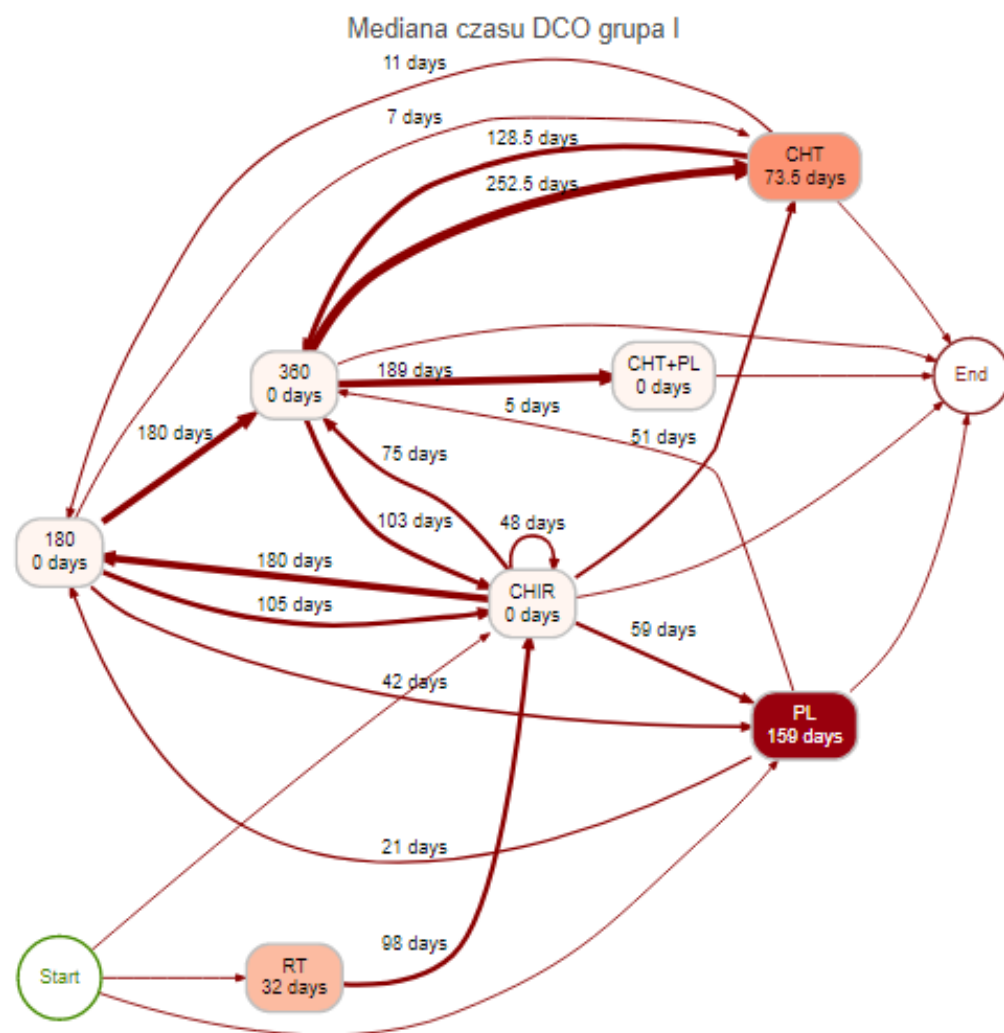 Mediana czasu DCO grupa I
11 days
7 days
128.5 days
CHT
73.5 days
252.5 days
360
0 days
189 days
CHT+PL
0 days
End
5 days
180 days
75 days
51 days
103 days
48 days
180
0 days
180 days
CHIR
0 days
105 days
59 days
42 days
PL
159 days
21 days
98 days
Start
RT
32 days